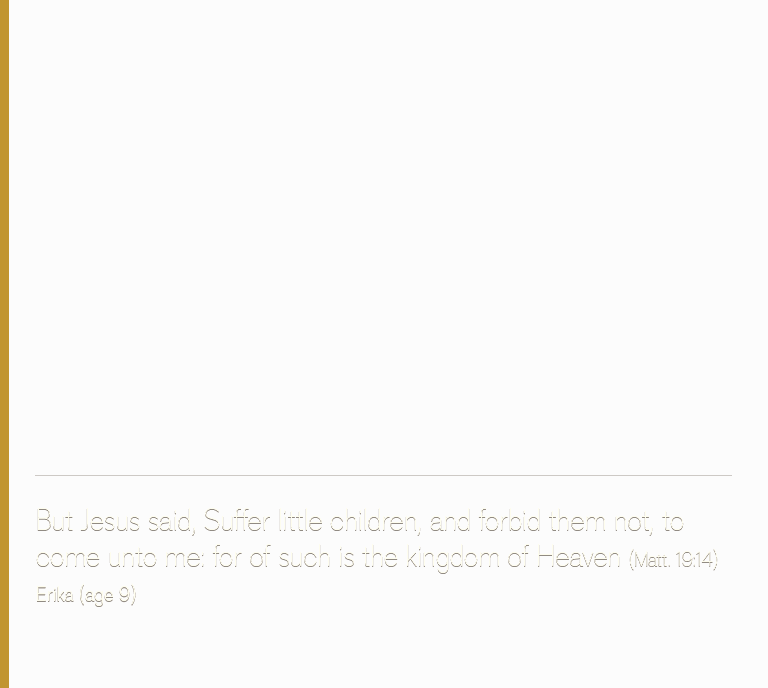 But Jesus said, Suffer little children, and forbid them not, to
come unto me: for of such is the kingdom of Heaven (Matt. 19:14)
Erika (age 9)